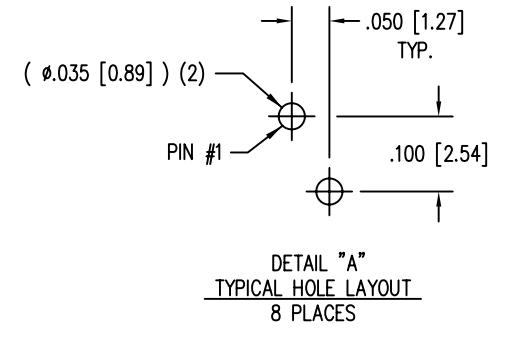 .050 [1.27]
TYP.
( ø.035 [0.89] ) (2)
PIN #1
.100 [2.54]
DETAIL "A"
TYPICAL HOLE LAYOUT
8 PLACES